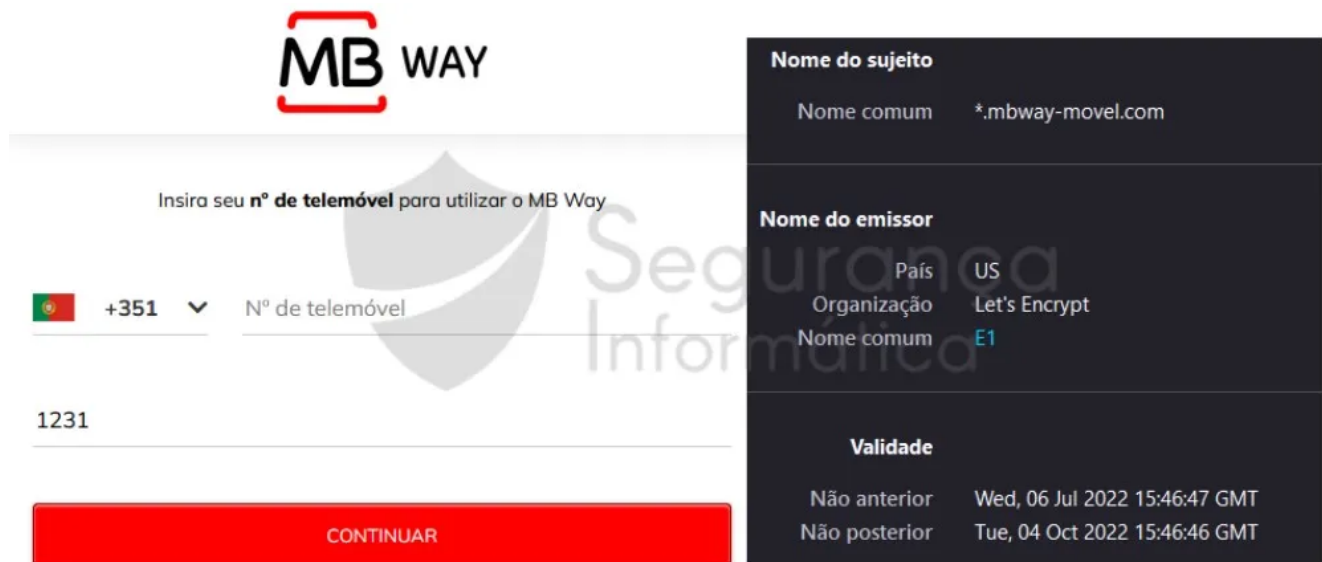 MB WAY
Insira seu nº de telemóvel para utilizar o MB Way
+351 Nº de telemóvel
1231
CONTINUAR
Nome do sujeito
Nome comum *.mbway-movel.com
Nome do emissor
País US
Organização Let's Encrypt
Nome comum E1
Validade
Não anterior Wed, 06 Jul 2022 15:46:47 GMT
Não posterior Tue, 04 Oct 2022 15:46:46 GMT
Segurança
Informática